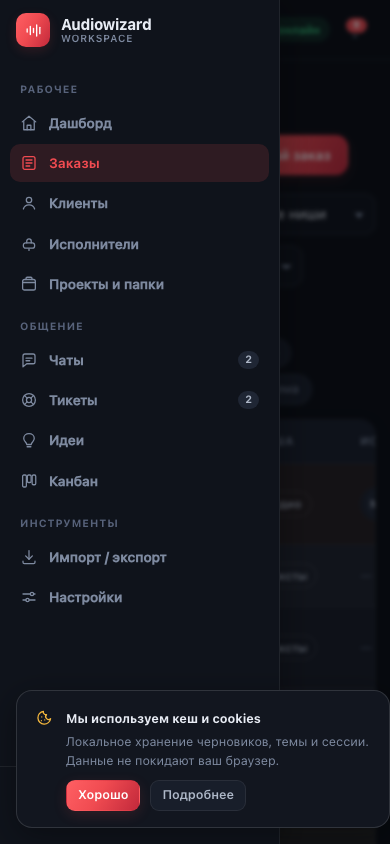 Audiowizard
WORKSPACE
РАБОЧЕЕ
Дашборд
Заказы
Клиенты
Исполнители
Проекты и папки
ОБЩЕНИЕ
Чаты 2
Тикеты 2
Идеи
Канбан
ИНСТРУМЕНТЫ
Импорт / экспорт
Настройки
Мы используем кеш и cookies
Локальное хранение черновиков, темы и сессии.
Данные не покидают ваш браузер.
Хорошо Подробнее